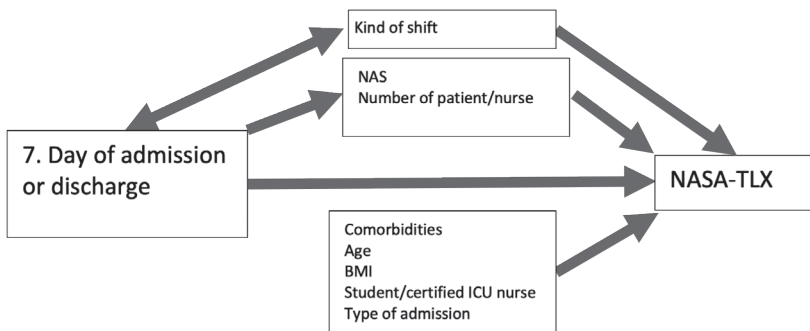 Kind of shift
NAS
Number of patient/nurse
7. Day of admission
or discharge
NASA-TLX
Comorbidities
Age
BMI
Student/certified ICU nurse
Type of admission